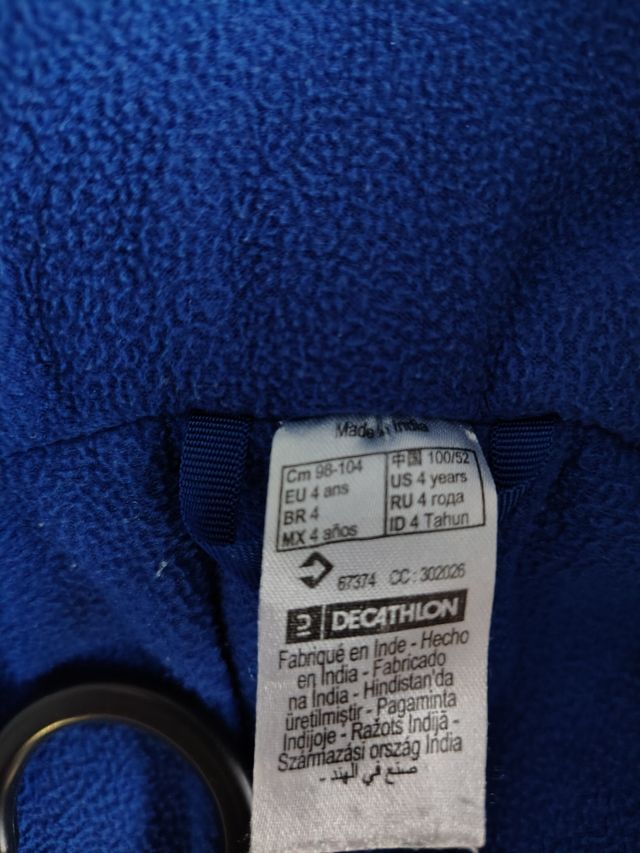 Made in India
Cm 98-104
EU 4 ans
BR 4
MX 4 años
中国 100/52
US 4 years
RU 4 года
ID 4 Tahun
67374 CC: 302026
DECATHLON
Fabriqué en Inde - Hecho
en India - Fabricado
na India - Hindistan'da
üretilmiştir - Pagaminta
Indijoje - Ražots Indijā -
Származási ország India
صنع في الهند -